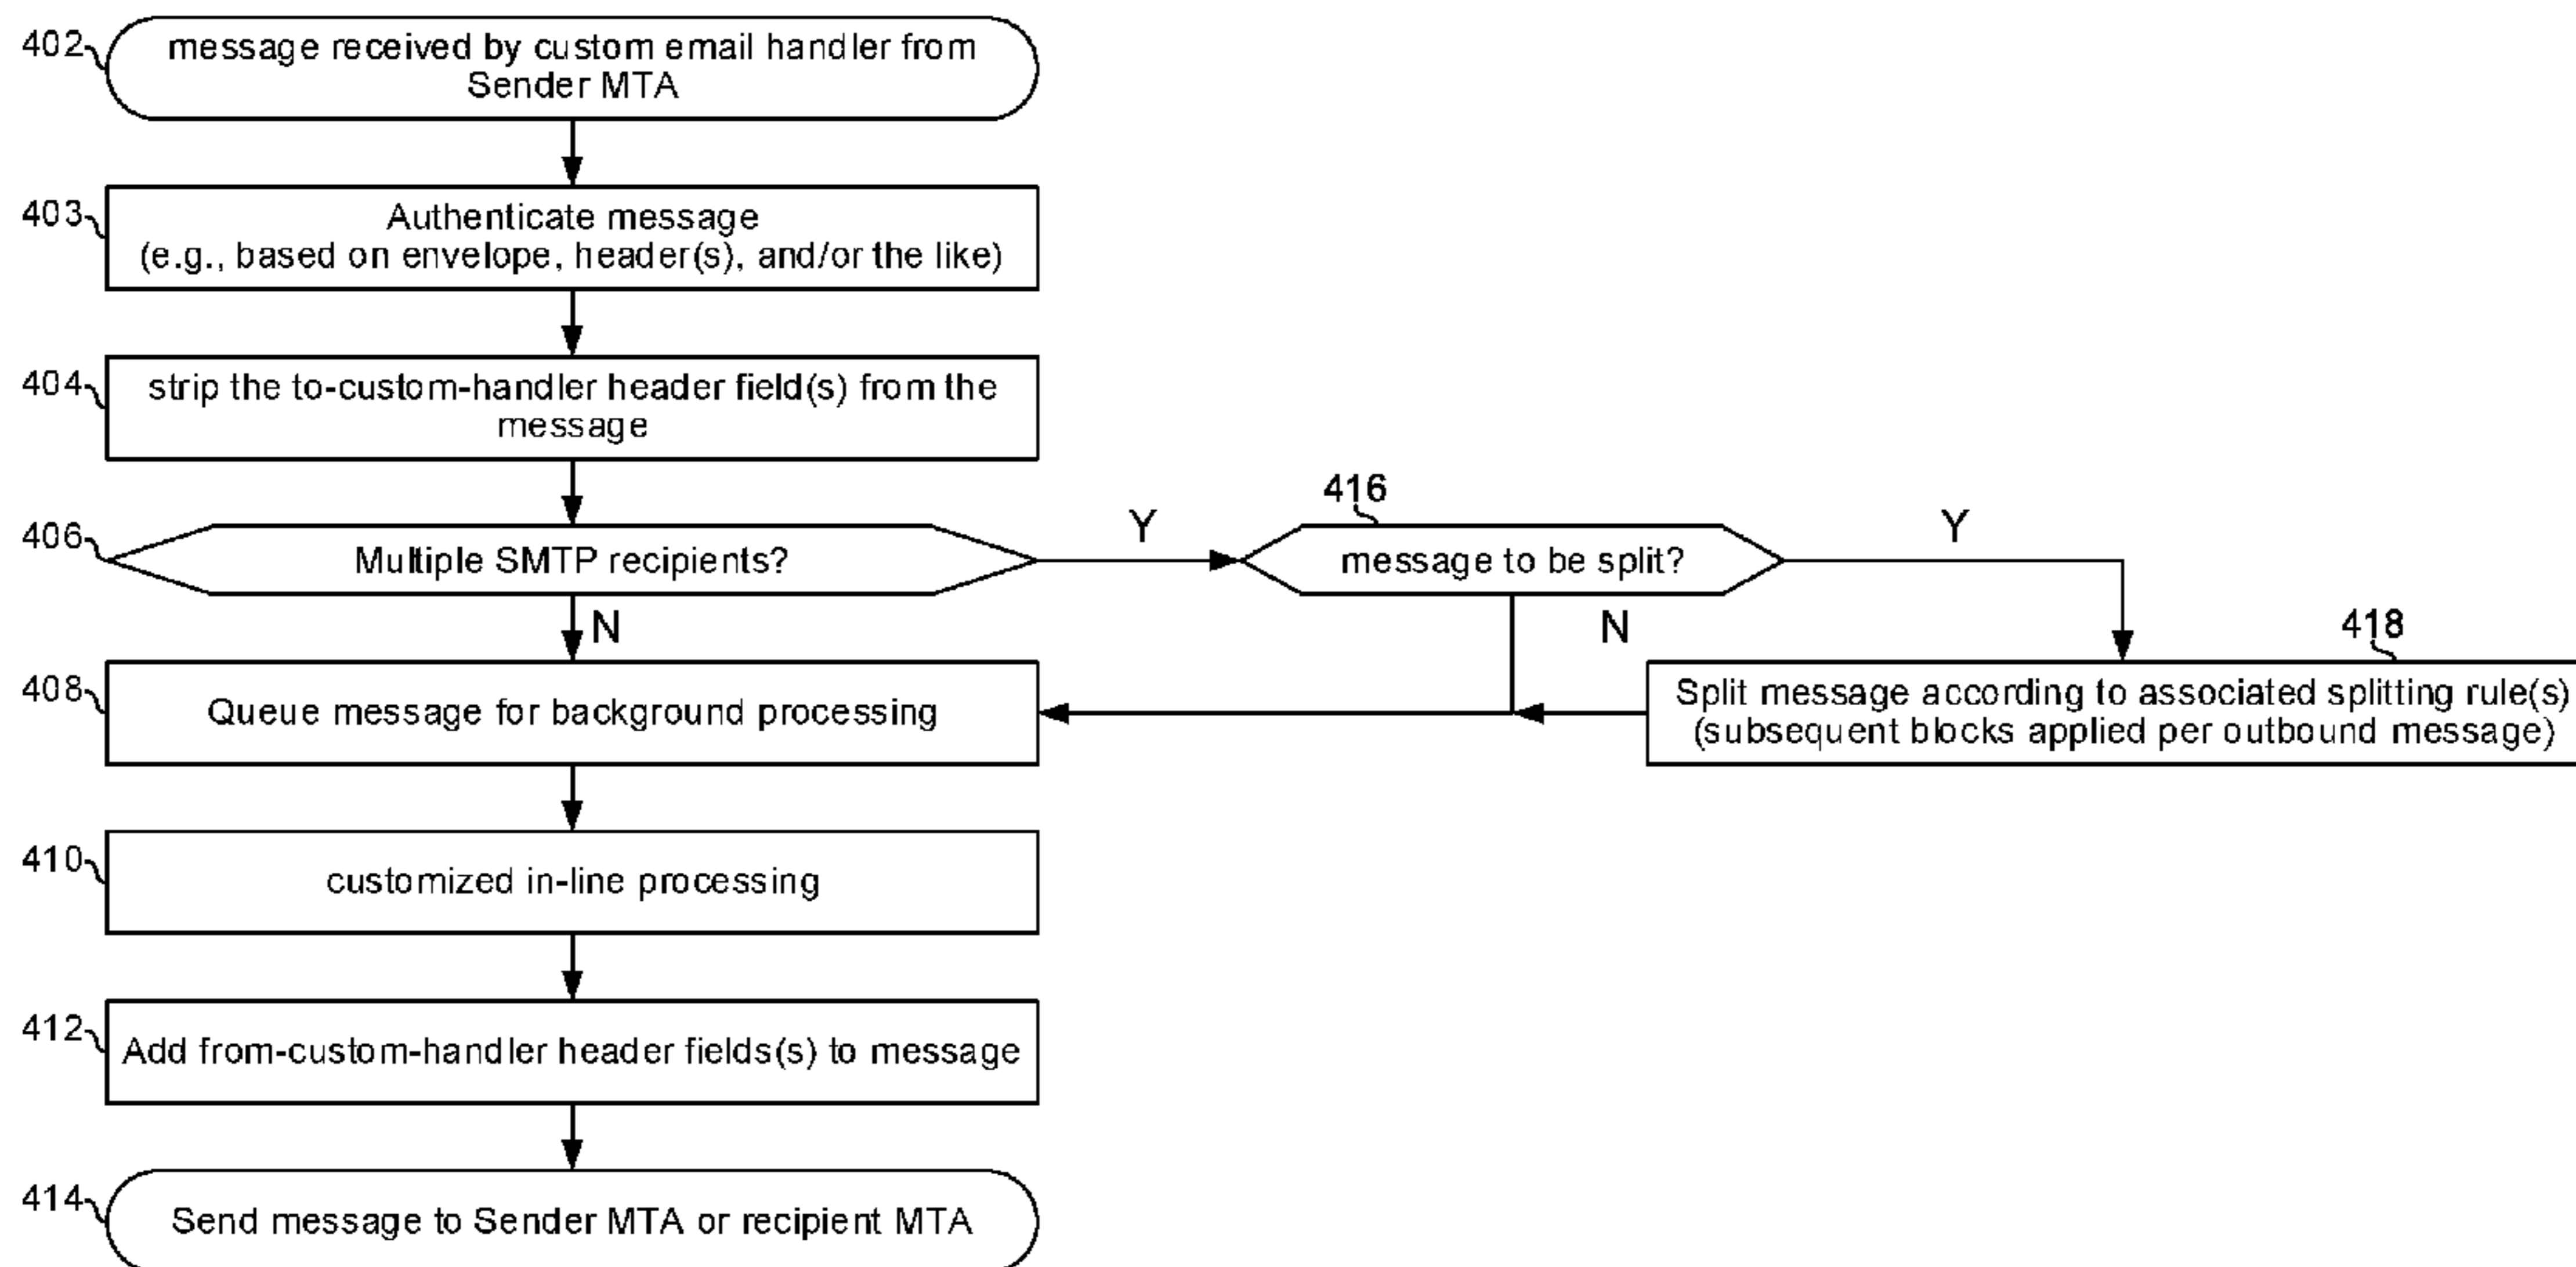 402
message received by custom email handler from
Sender MTA
403
Authenticate message
(e.g., based on envelope, header(s), and/or the like)
404
strip the to-custom-handler header field(s) from the
message
406
Multiple SMTP recipients?
Y
416
message to be split?
Y
N
N
418
Split message according to associated splitting rule(s)
(subsequent blocks applied per outbound message)
408
Queue message for background processing
410
customized in-line processing
412
Add from-custom-handler header fields(s) to message
414
Send message to Sender MTA or recipient MTA